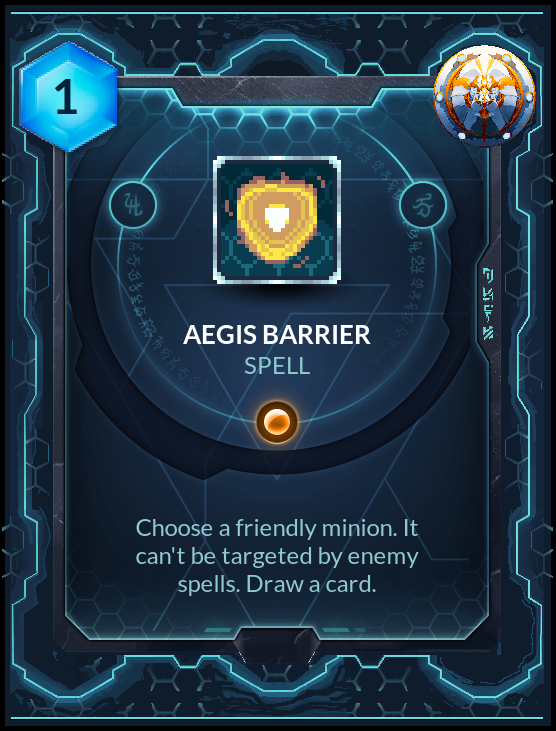 1
AEGIS BARRIER
SPELL
Choose a friendly minion. It
can't be targeted by enemy
spells. Draw a card.